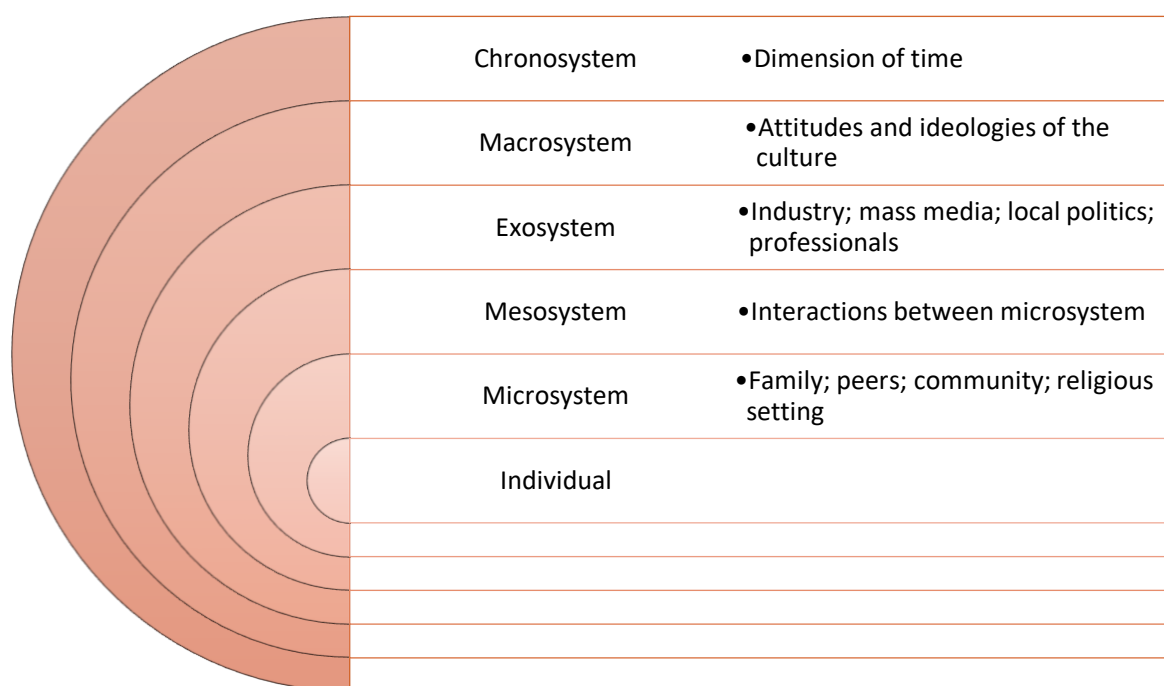 Chronosystem •Dimension of time
Macrosystem •Attitudes and ideologies of the
culture
Exosystem •Industry; mass media; local politics;
professionals
Mesosystem •Interactions between microsystem
Microsystem •Family; peers; community; religious
setting
Individual